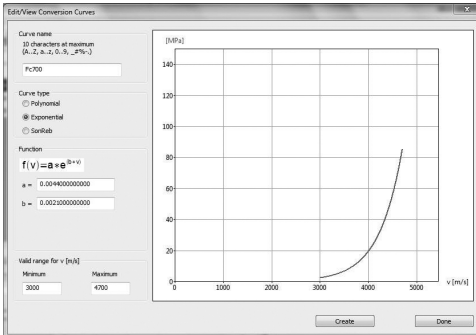 Edit/View Conversion Curves
Curve name
10 characters at maximum
(A..Z, a..z, 0..9, _#%-.)
Fc700
Curve type
Polynomial
Exponential
SonReb
Function
f(v)=a*e^(b*v)
a = 0.0044000000000
b = 0.0021000000000
Valid range for v [m/s]
Minimum Maximum
3000 4700
[MPa]
140
120
100
80
60
40
20
0
0 1000 2000 3000 4000 5000 v [m/s]
Create Done